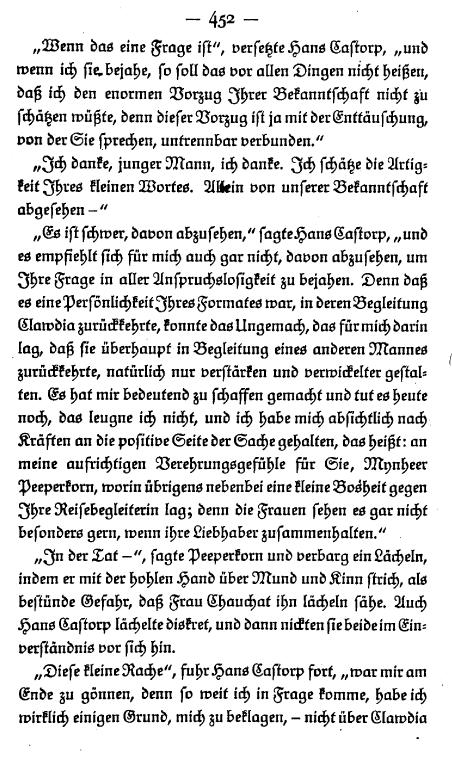 — 452 —
„Wenn das eine Frage ist“, versetzte Hans Castorp, „und
wenn ich sie bejahe, so soll das vor allen Dingen nicht heißen,
daß ich den enormen Vorzug Ihrer Bekanntschaft nicht zu
schätzen wüßte, denn dieser Vorzug ist ja mit der Enttäuschung,
von der Sie sprechen, untrennbar verbunden.“
„Ich danke, junger Mann, ich danke. Ich schätze die Artig-
keit Ihres kleinen Wortes. Allein von unserer Bekanntschaft
abgesehen –“
„Es ist schwer, davon abzusehen,“ sagte Hans Castorp, „und
es empfiehlt sich für mich auch gar nicht, davon abzusehen, um
Ihre Frage in aller Anspruchslosigkeit zu bejahen. Denn daß
es eine Persönlichkeit Ihres Formates war, in deren Begleitung
Clawdia zurückkehrte, konnte das Ungemach, das für mich darin
lag, daß sie überhaupt in Begleitung eines anderen Mannes
zurückkehrte, natürlich nur verstärken und verwickelter gestal-
ten. Es hat mir bedeutend zu schaffen gemacht und tut es heute
noch, das leugne ich nicht, und ich habe mich absichtlich nach
Kräften an die positive Seite der Sache gehalten, das heißt: an
meine aufrichtigen Verehrungsgefühle für Sie, Mynheer
Peeperkorn, worin übrigens nebenbei eine kleine Bosheit gegen
Ihre Reisebegleiterin lag; denn die Frauen sehen es gar nicht
besonders gern, wenn ihre Liebhaber zusammenhalten.“
„In der Tat –“, sagte Peeperkorn und verbarg ein Lächeln,
indem er mit der hohlen Hand über Mund und Kinn strich, als
bestünde Gefahr, daß Frau Chauchat ihn lächeln sähe. Auch
Hans Castorp lächelte diskret, und dann nickten sie beide im Ein-
verständnis vor sich hin.
„Diese kleine Rache“, fuhr Hans Castorp fort, „war mir am
Ende zu gönnen, denn so weit ich in Frage komme, habe ich
wirklich einigen Grund, mich zu beklagen, – nicht über Clawdia